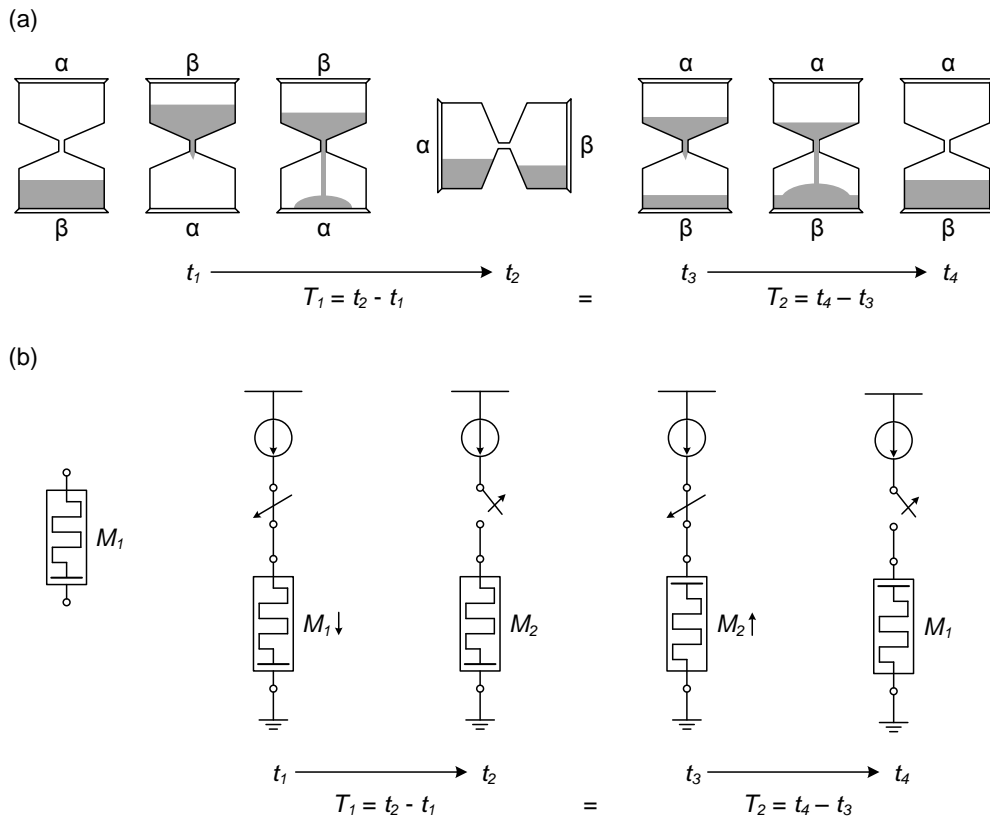 (a)
α β β α α α
α β
β α α β β β
t1 t2 t3 t4
T1 = t2 - t1 = T2 = t4 – t3
(b)
M1 M1↓ M2 M2↑ M1
t1 t2 t3 t4
T1 = t2 - t1 = T2 = t4 – t3